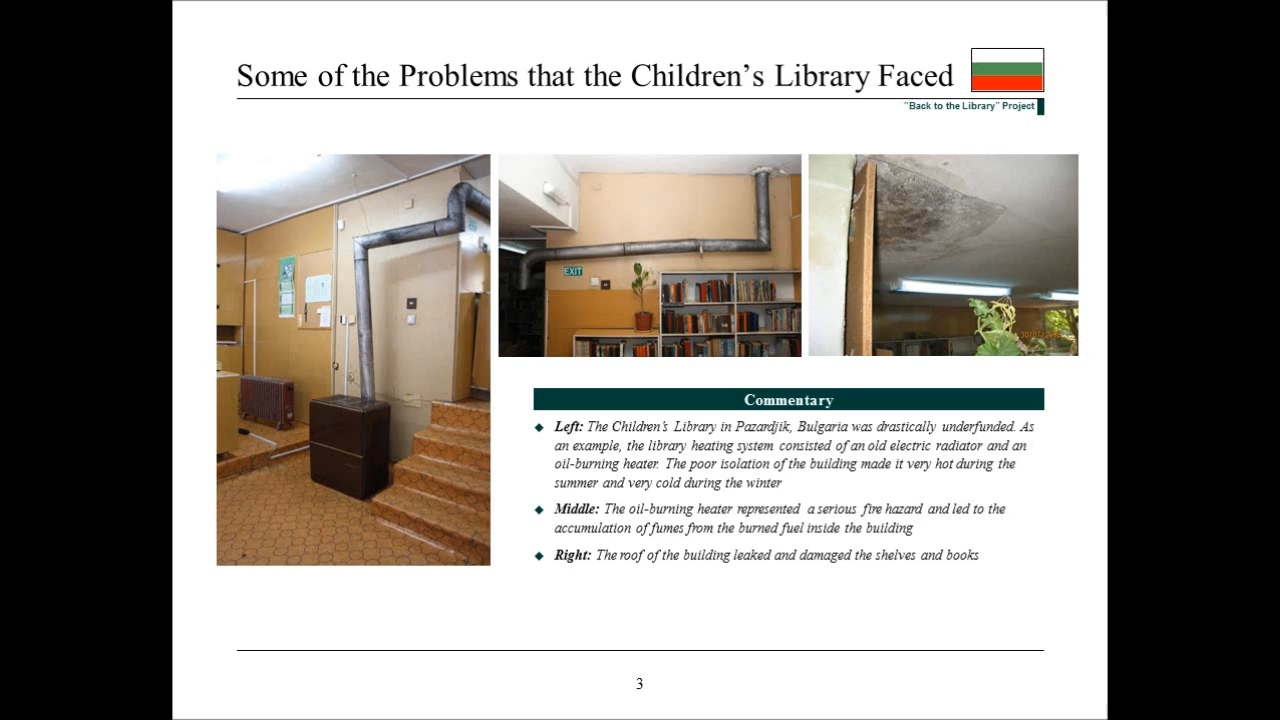 Some of the Problems that the Children's Library Faced
"Back to the Library" Project
EXIT
Commentary
Left: The Children's Library in Pazardjik, Bulgaria was drastically underfunded. As
an example, the library heating system consisted of an old electric radiator and an
oil-burning heater. The poor isolation of the building made it very hot during the
summer and very cold during the winter
Middle: The oil-burning heater represented a serious fire hazard and led to the
accumulation of fumes from the burned fuel inside the building
Right: The roof of the building leaked and damaged the shelves and books
3